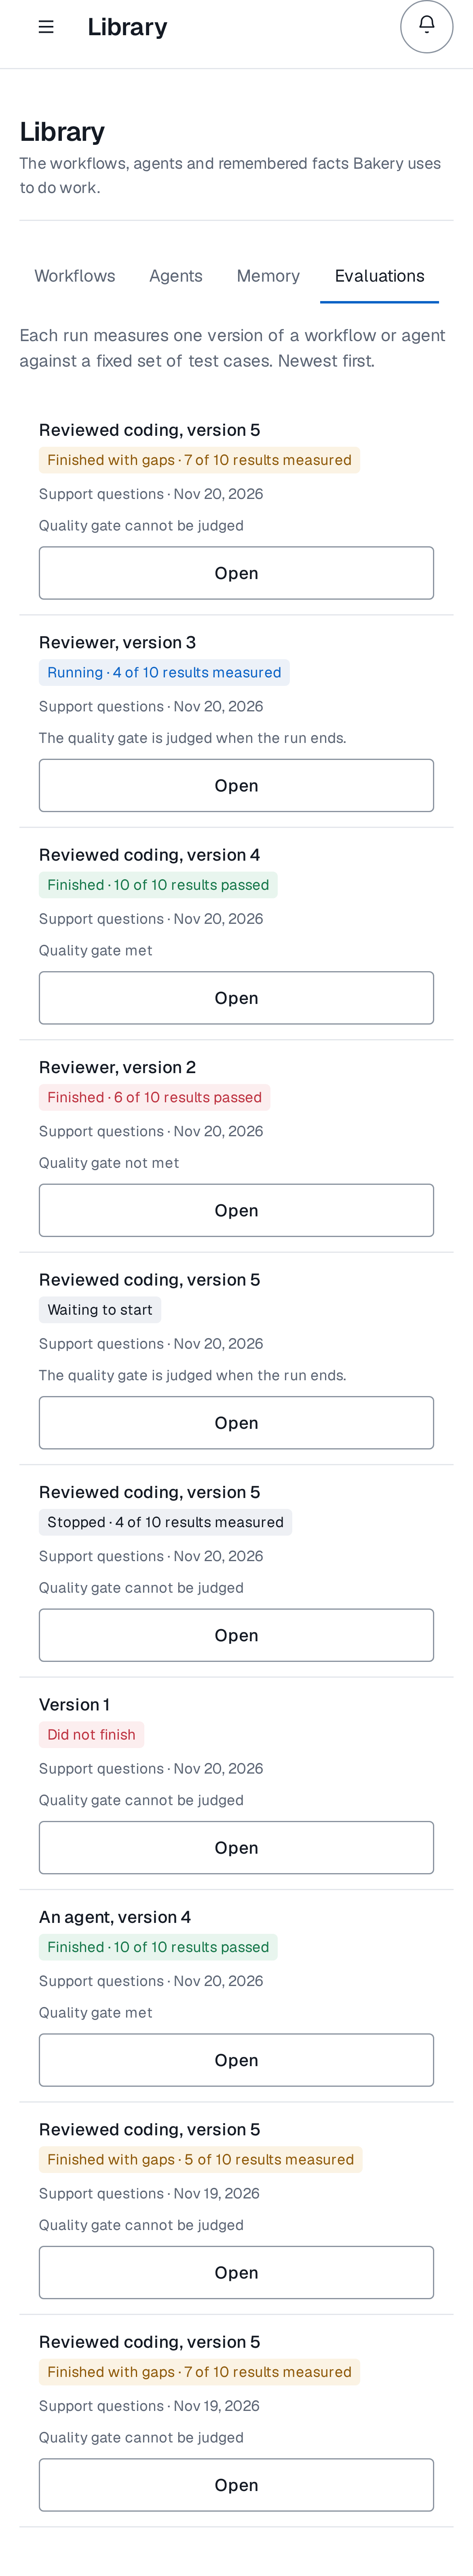 Library
Library
The workflows, agents and remembered facts Bakery uses
to do work.
Workflows Agents Memory Evaluations
Each run measures one version of a workflow or agent
against a fixed set of test cases. Newest first.
Reviewed coding, version 5
Finished with gaps · 7 of 10 results measured
Support questions · Nov 20, 2026
Quality gate cannot be judged
Open
Reviewer, version 3
Running · 4 of 10 results measured
Support questions · Nov 20, 2026
The quality gate is judged when the run ends.
Open
Reviewed coding, version 4
Finished · 10 of 10 results passed
Support questions · Nov 20, 2026
Quality gate met
Open
Reviewer, version 2
Finished · 6 of 10 results passed
Support questions · Nov 20, 2026
Quality gate not met
Open
Reviewed coding, version 5
Waiting to start
Support questions · Nov 20, 2026
The quality gate is judged when the run ends.
Open
Reviewed coding, version 5
Stopped · 4 of 10 results measured
Support questions · Nov 20, 2026
Quality gate cannot be judged
Open
Version 1
Did not finish
Support questions · Nov 20, 2026
Quality gate cannot be judged
Open
An agent, version 4
Finished · 10 of 10 results passed
Support questions · Nov 20, 2026
Quality gate met
Open
Reviewed coding, version 5
Finished with gaps · 5 of 10 results measured
Support questions · Nov 19, 2026
Quality gate cannot be judged
Open
Reviewed coding, version 5
Finished with gaps · 7 of 10 results measured
Support questions · Nov 19, 2026
Quality gate cannot be judged
Open